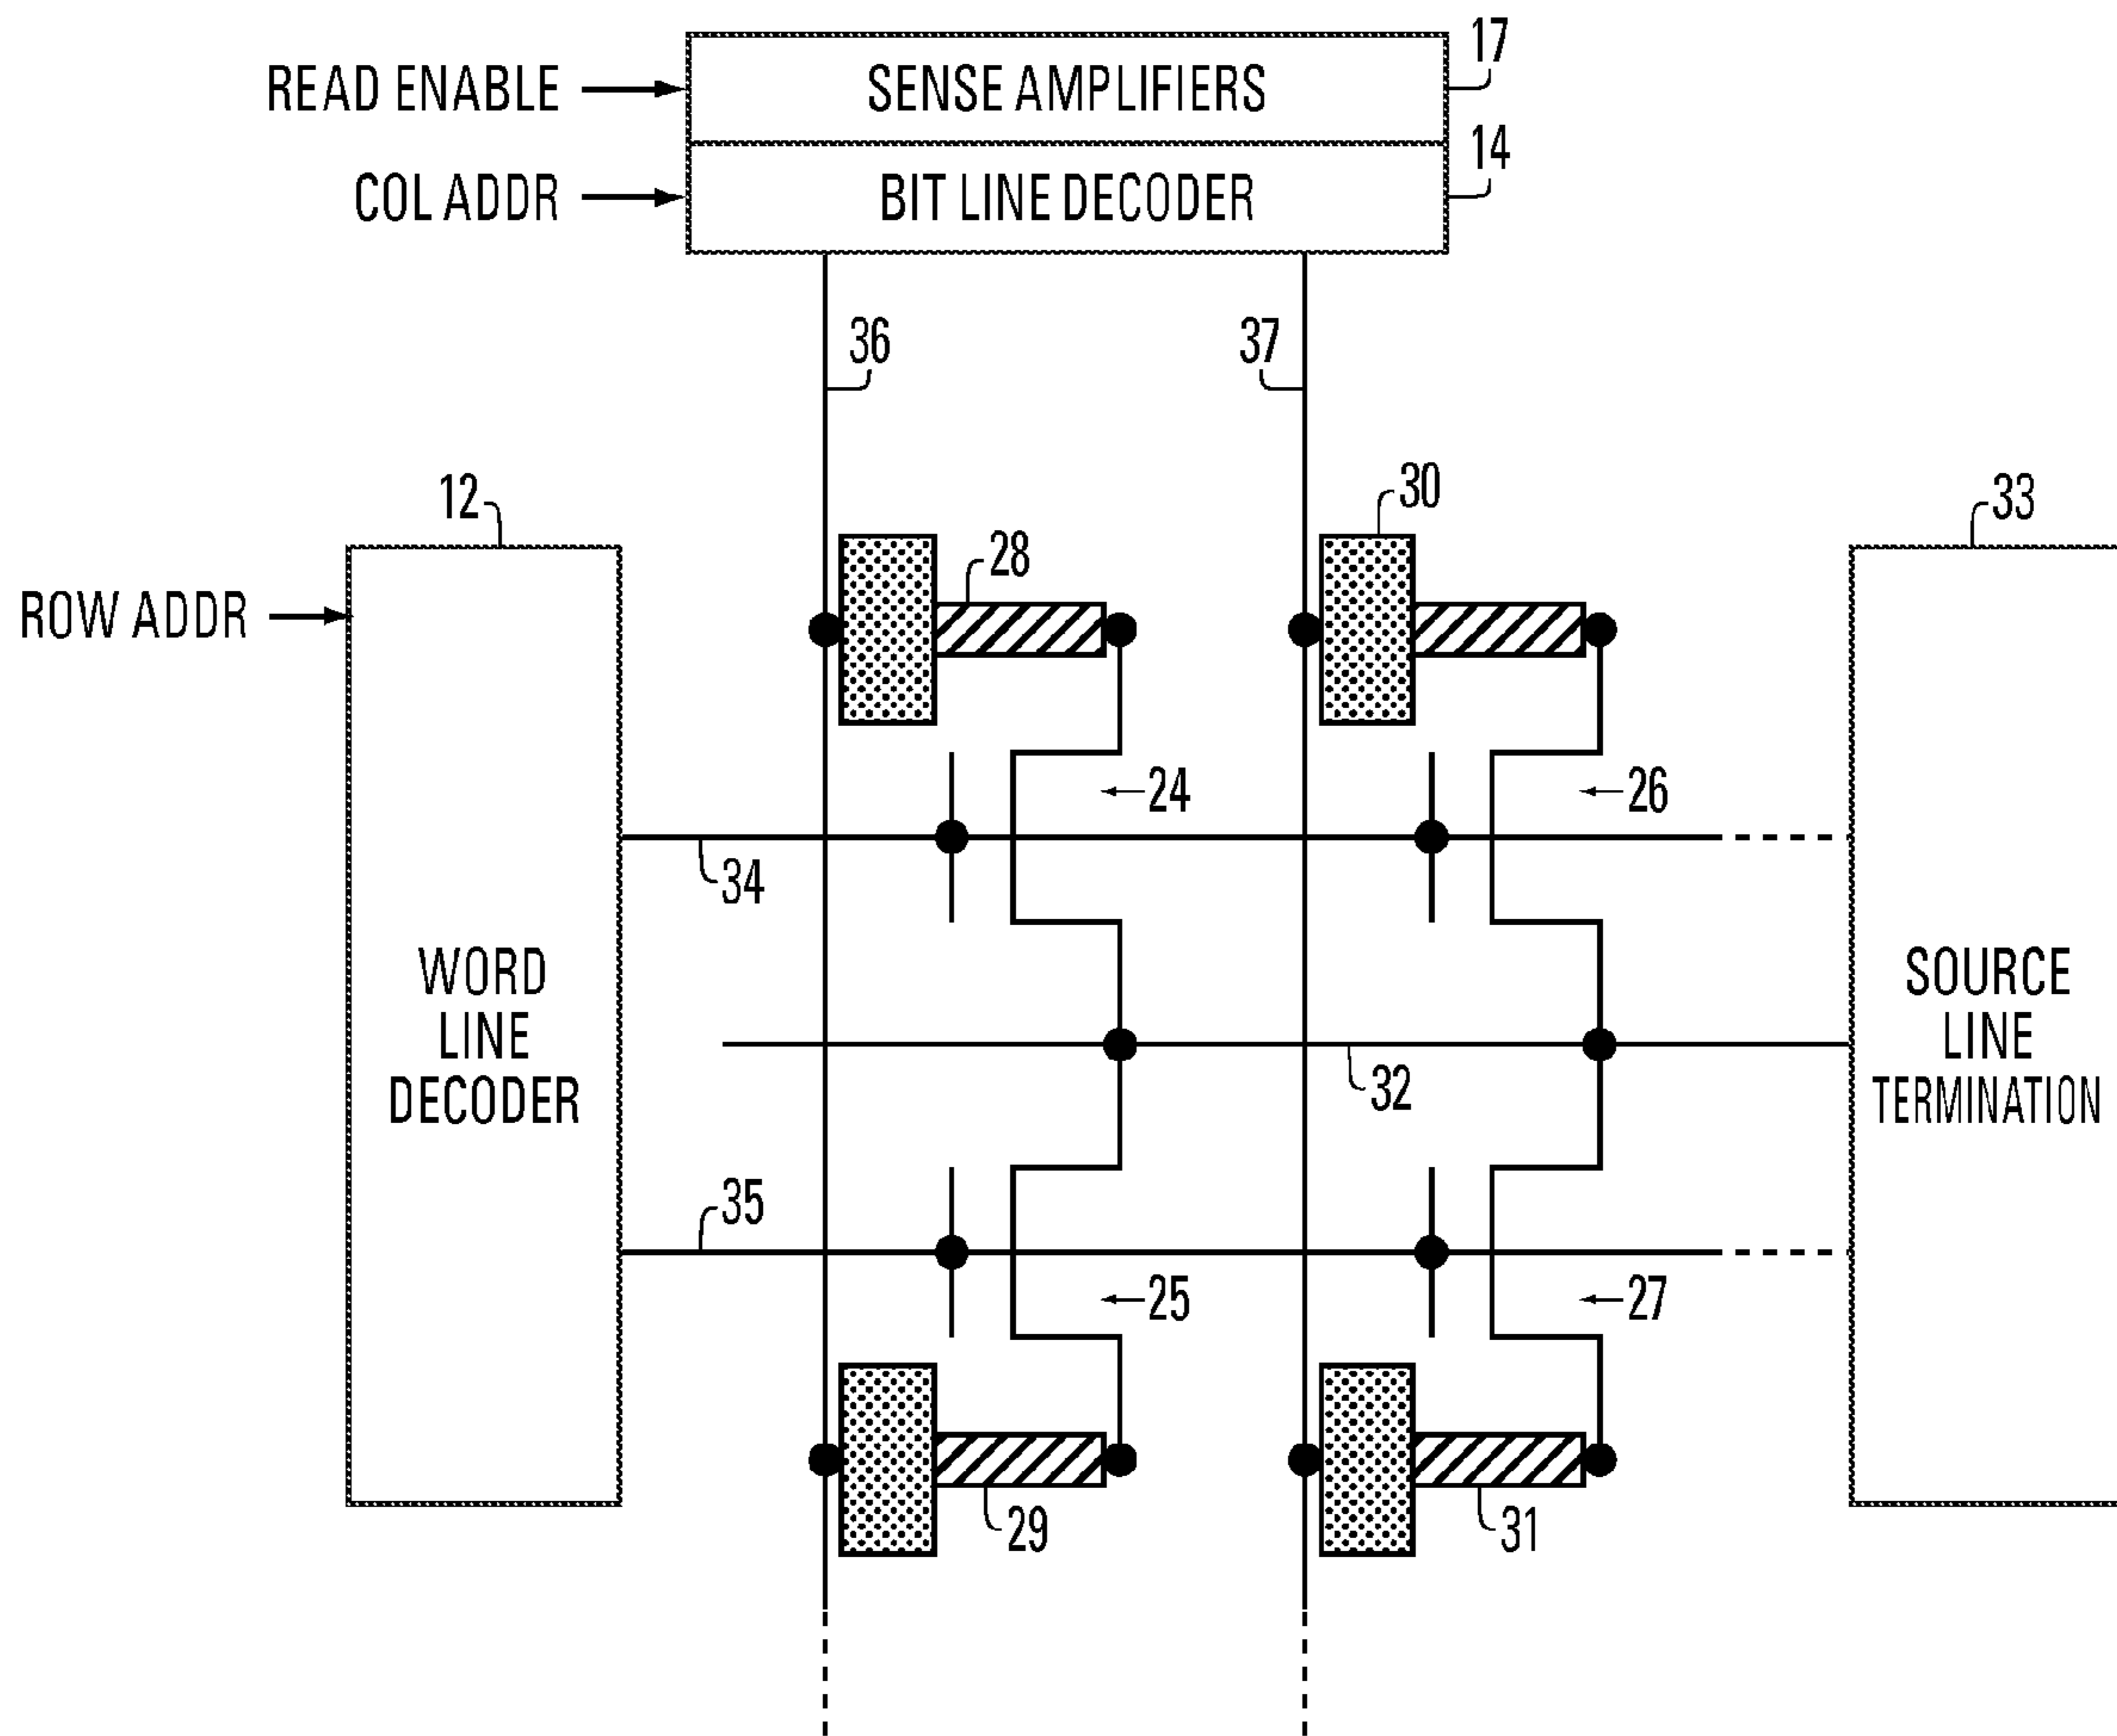 17
READ ENABLE
SENSE AMPLIFIERS
14
COL ADDR
BIT LINE DECODER
36
37
12
30
33
28
ROW ADDR
24
26
34
WORD
LINE
DECODER
SOURCE
LINE
TERMINATION
32
35
25
27
29
31